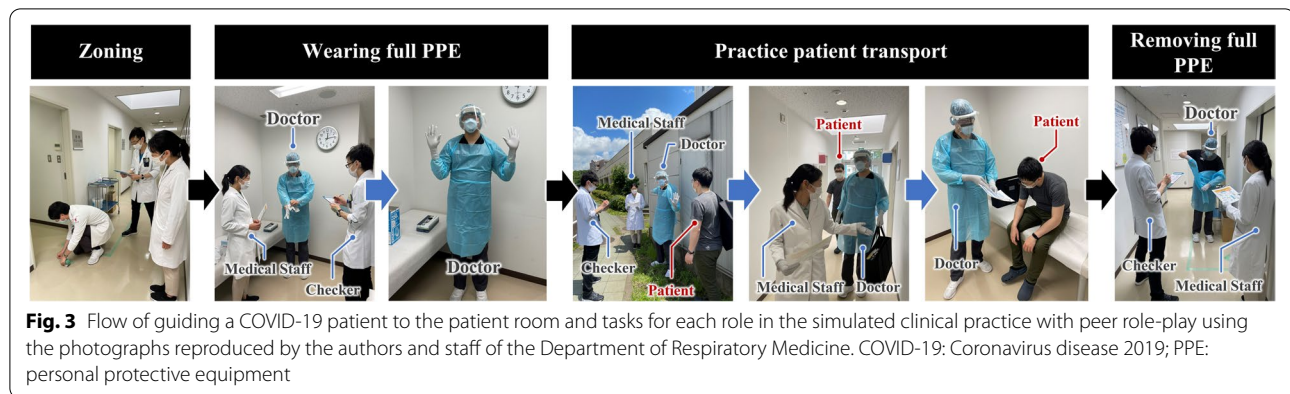 Zoning
Wearing full PPE
Practice patient transport
Removing full
PPE
Doctor
Medical Staff
Checker
Doctor
Medical Staff
Doctor
Checker
Patient
Patient
Medical Staff
Doctor
Patient
Doctor
Doctor
Checker
Medical Staff
Fig. 3 Flow of guiding a COVID-19 patient to the patient room and tasks for each role in the simulated clinical practice with peer role-play using
the photographs reproduced by the authors and staff of the Department of Respiratory Medicine. COVID-19: Coronavirus disease 2019; PPE:
personal protective equipment